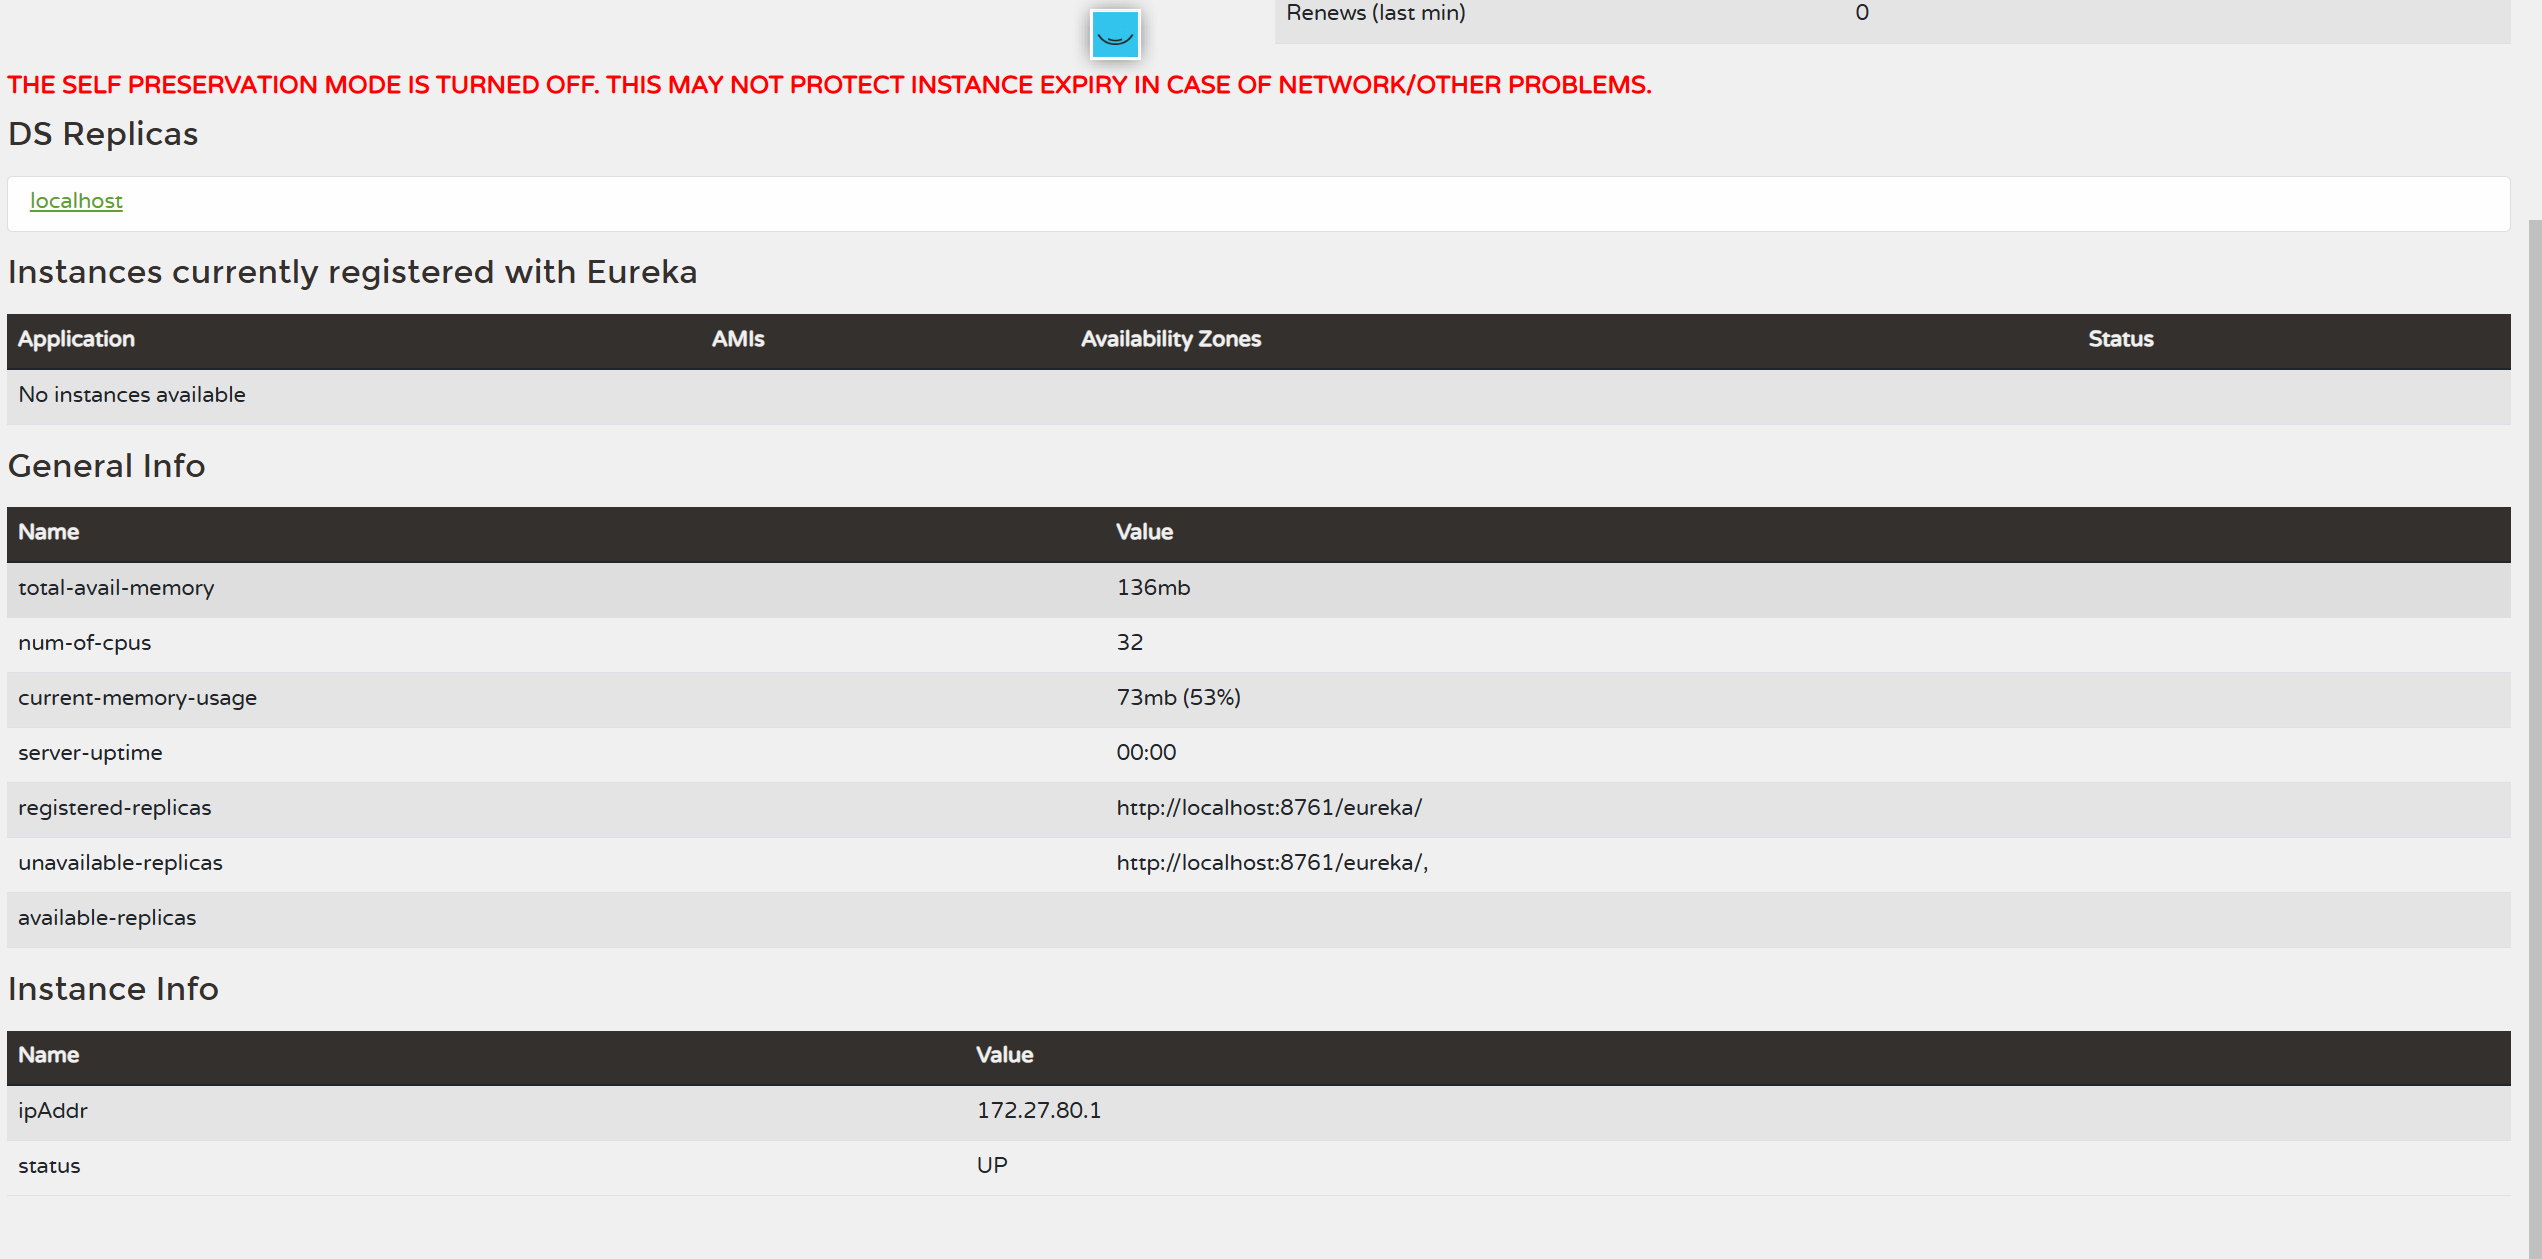 Renews (last min) 0
THE SELF PRESERVATION MODE IS TURNED OFF. THIS MAY NOT PROTECT INSTANCE EXPIRY IN CASE OF NETWORK/OTHER PROBLEMS.
DS Replicas
localhost
Instances currently registered with Eureka
Application AMIs Availability Zones Status
No instances available
General Info
Name Value
total-avail-memory 136mb
num-of-cpus 32
current-memory-usage 73mb (53%)
server-uptime 00:00
registered-replicas http://localhost:8761/eureka/
unavailable-replicas http://localhost:8761/eureka/,
available-replicas
Instance Info
Name Value
ipAddr 172.27.80.1
status UP